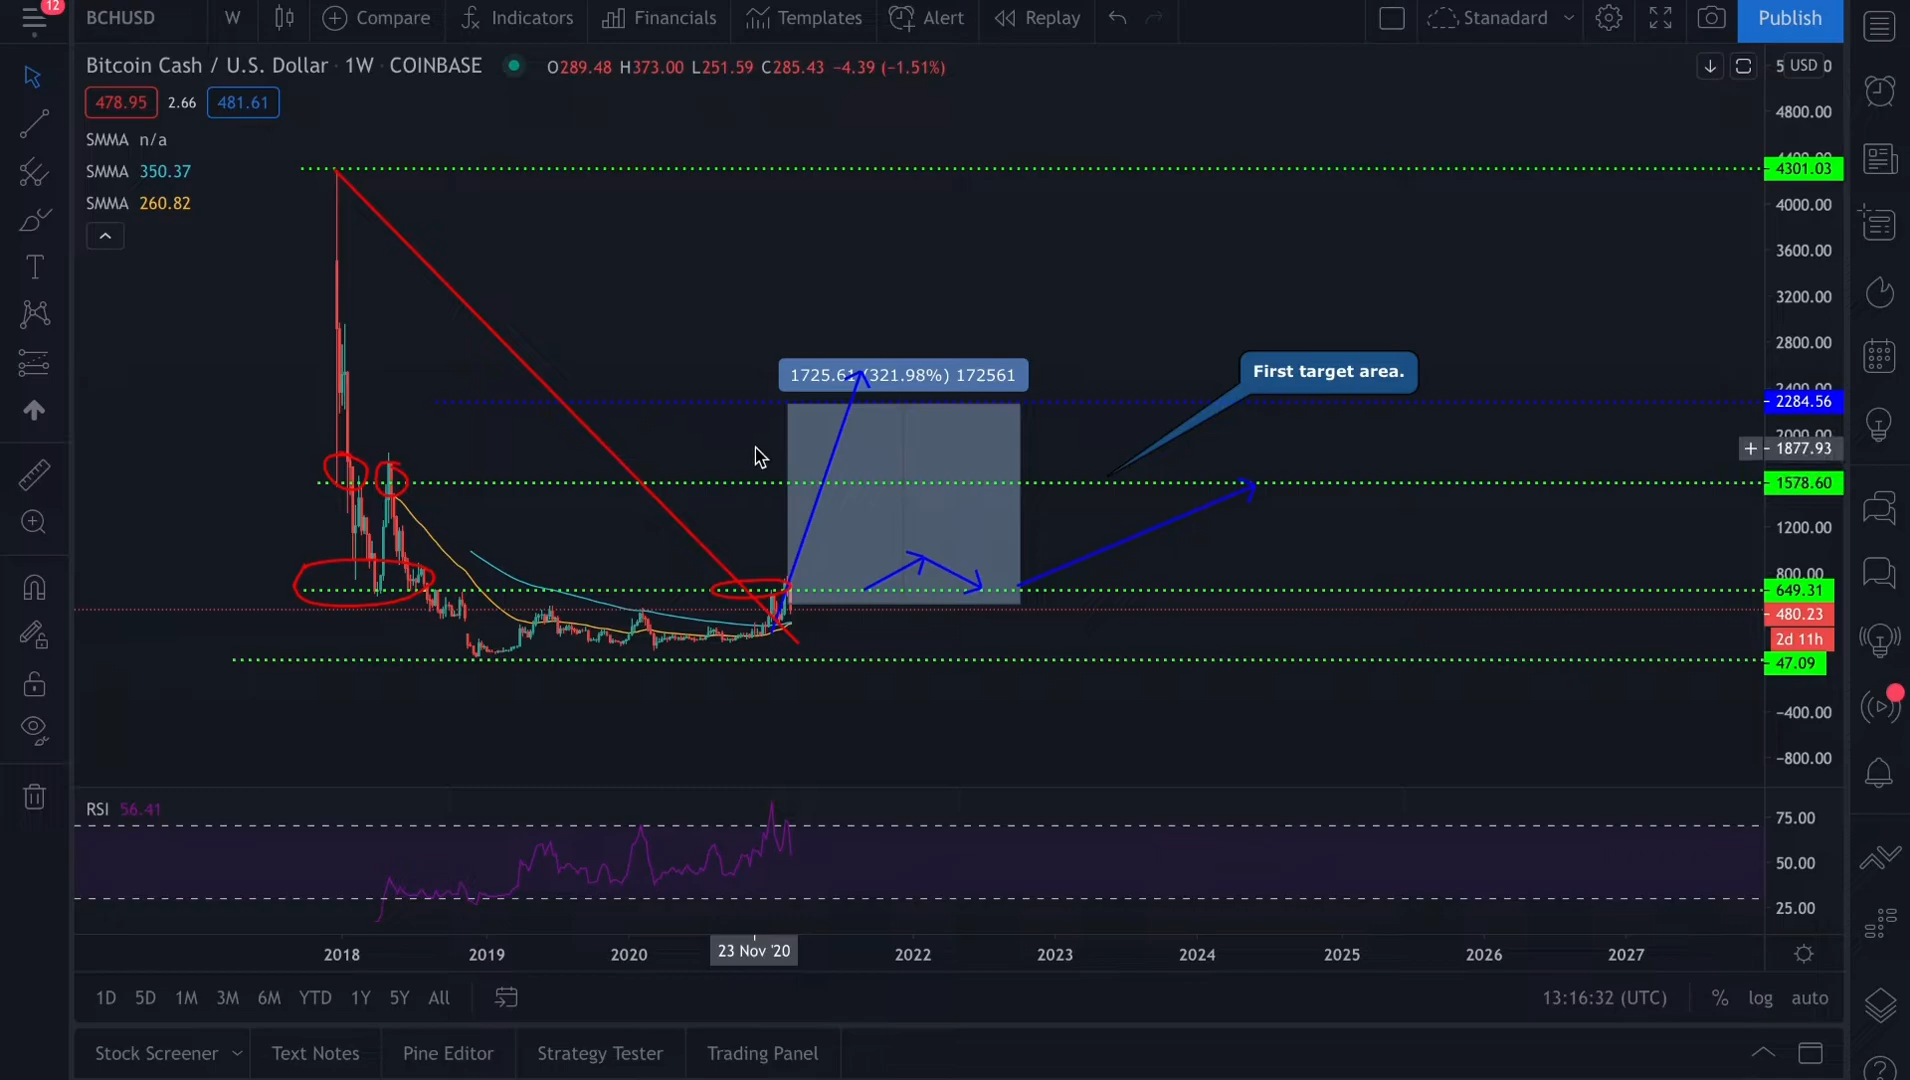 12
BCHUSD W Compare Indicators Financials Templates Alert Replay Stanadard Publish
Bitcoin Cash / U.S. Dollar · 1W · COINBASE O289.48 H373.00 L251.59 C285.43 −4.39 (−1.51%)
USD
478.95 2.66 481.61
4800.00
SMMA n/a
4301.03
SMMA 350.37
SMMA 260.82
4000.00
3600.00
3200.00
2800.00
First target area.
1725.61 (321.98%) 172561
2400.00
2284.56
2000.00
1877.93
1578.60
1200.00
800.00
649.31
480.23
2d 11h
47.09
−400.00
−800.00
RSI 56.41
75.00
50.00
25.00
2018 2019 2020 23 Nov '20 2022 2023 2024 2025 2026 2027
1D 5D 1M 3M 6M YTD 1Y 5Y All 13:16:32 (UTC) % log auto
Stock Screener Text Notes Pine Editor Strategy Tester Trading Panel